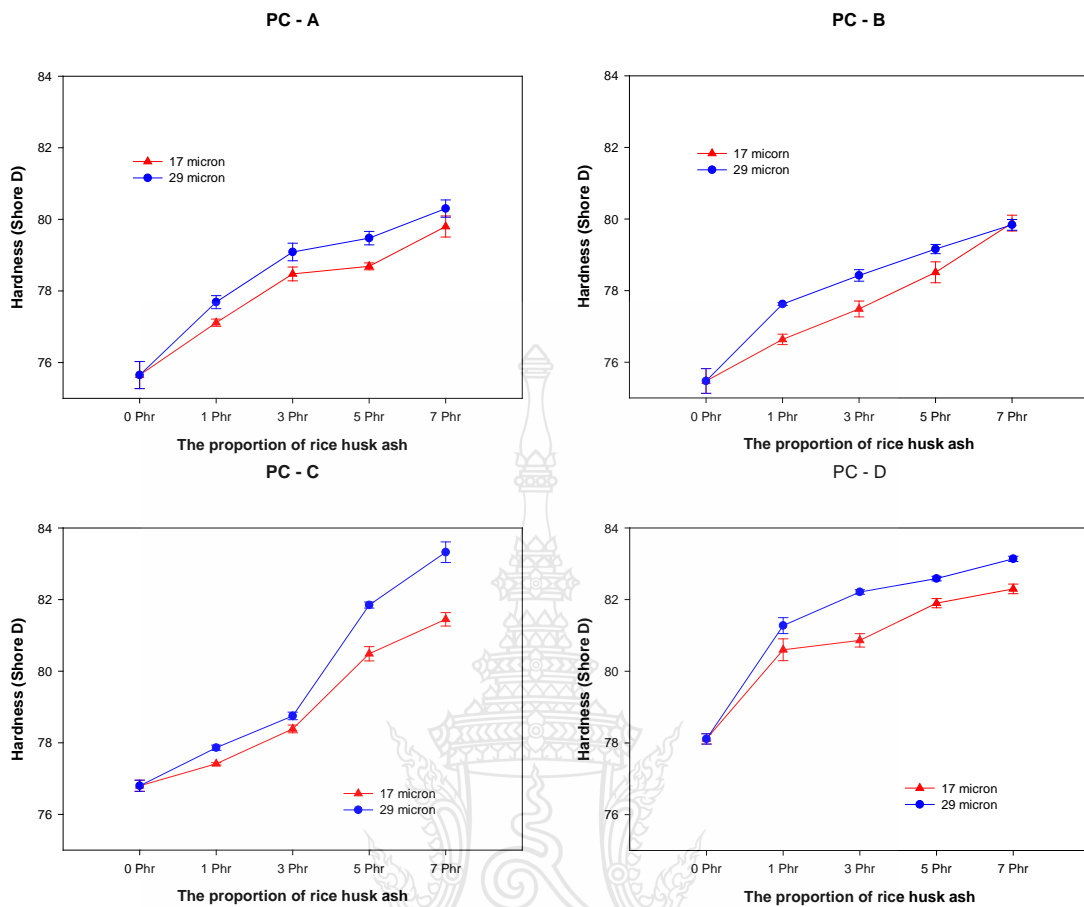 PC - A
84
82
80
78
76
Hardness (Shore D)
17 micron
29 micron
0 Phr 1 Phr 3 Phr 5 Phr 7 Phr
The proportion of rice husk ash
PC - B
84
82
80
78
76
Hardness (Shore D)
17 micorn
29 micron
0 Phr 1 Phr 3 Phr 5 Phr 7 Phr
The proportion of rice husk ash
PC - C
84
82
80
78
76
Hardness (Shore D)
17 micron
29 micron
0 Phr 1 Phr 3 Phr 5 Phr 7 Phr
The proportion of rice husk ash
PC - D
84
82
80
78
76
Hardness (Shore D)
17 micron
29 micron
0 Phr 1 Phr 3 Phr 5 Phr 7 Phr
The proportion of rice husk ash